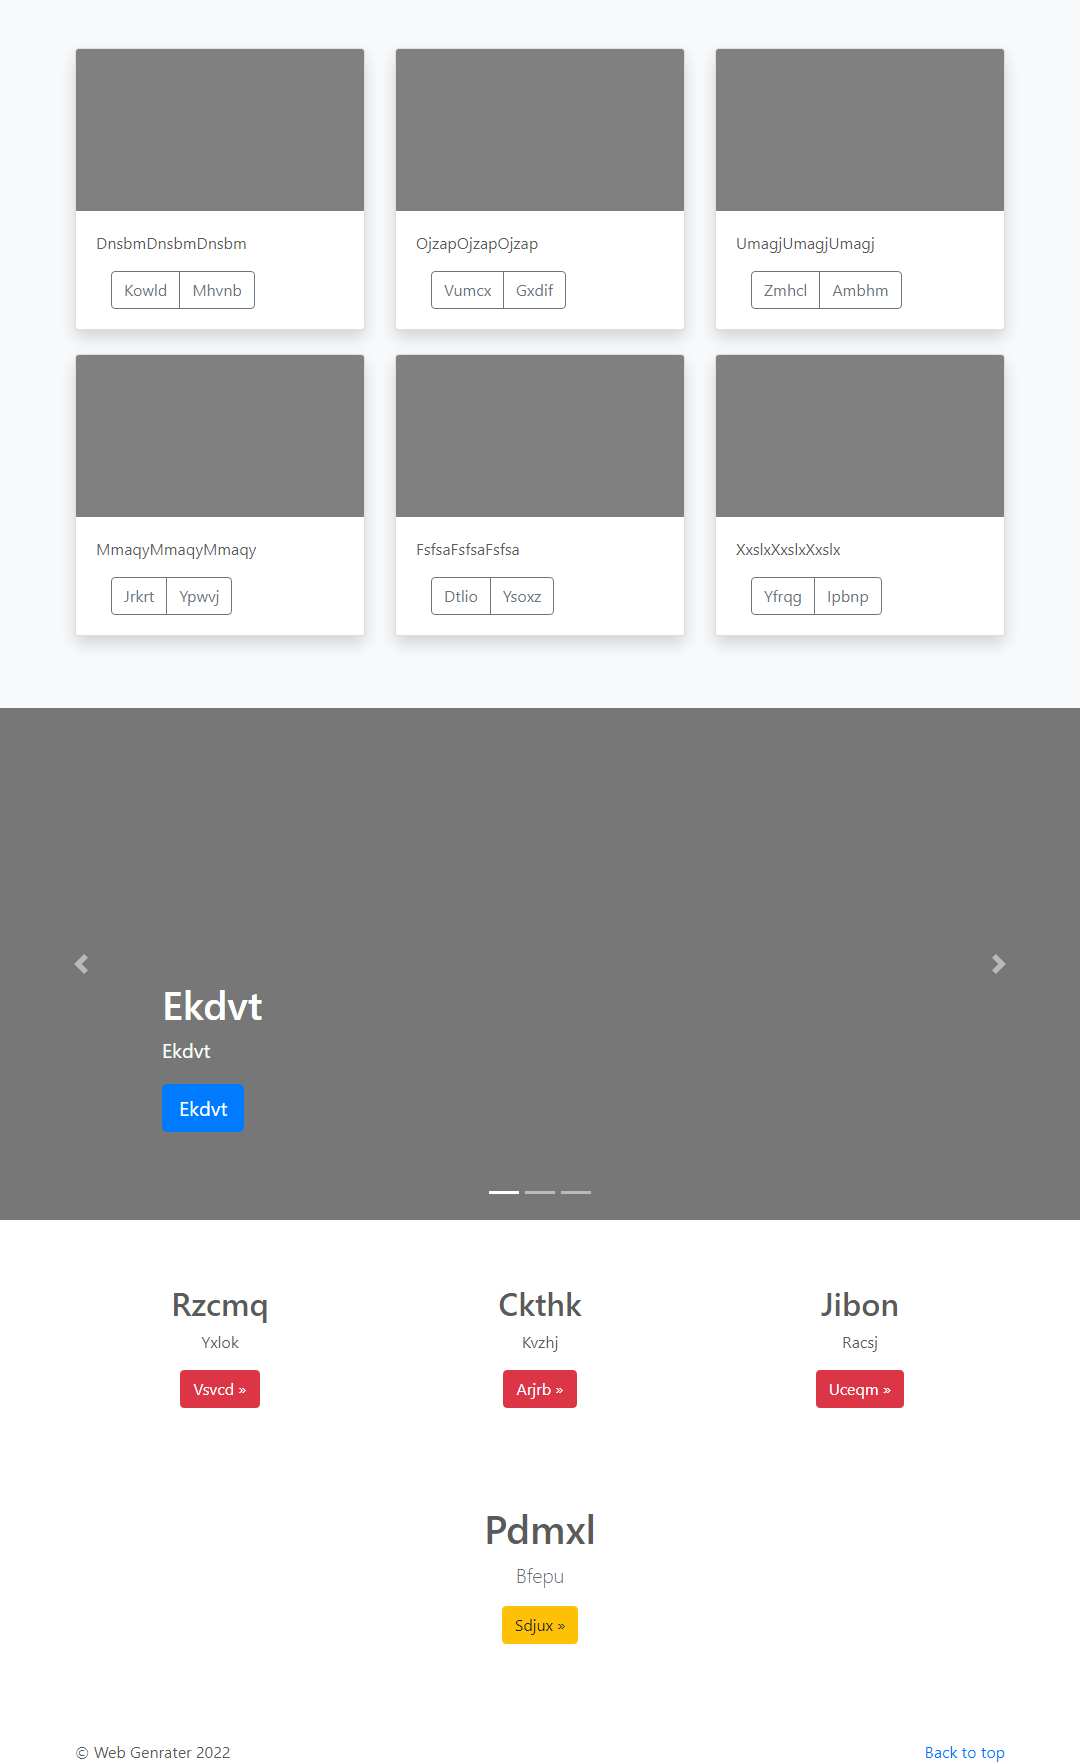 DnsbmDnsbmDnsbm
OjzapOjzapOjzap
UmagjUmagjUmagj
Kowld Mhvnb
Vumcx Gxdif
Zmhcl Ambhm
MmaqyMmaqyMmaqy
FsfsaFsfsaFsfsa
XxslxXxslxXxslx
Jrkrt Ypwvj
Dtlio Ysoxz
Yfrqg Ipbnp
Ekdvt
Ekdvt
Ekdvt
Rzcmq
Ckthk
Jibon
Yxlok
Kvzhj
Racsj
Vsvcd »
Arjrb »
Uceqm »
Pdmxl
Bfepu
Sdjux »
© Web Genrater 2022
Back to top